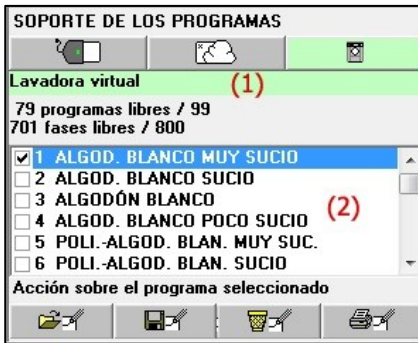 SOPORTE DE LOS PROGRAMAS
Lavadora virtual (1)
79 programas libres / 99
701 fases libres / 800
1 ALGOD. BLANCO MUY SUCIO
2 ALGOD. BLANCO SUCIO
3 ALGODÓN BLANCO
4 ALGOD. BLANCO POCO SUCIO (2)
5 POLI.-ALGOD. BLAN. MUY SUC.
6 POLI.-ALGOD. BLAN. SUCIO
Acción sobre el programa seleccionado